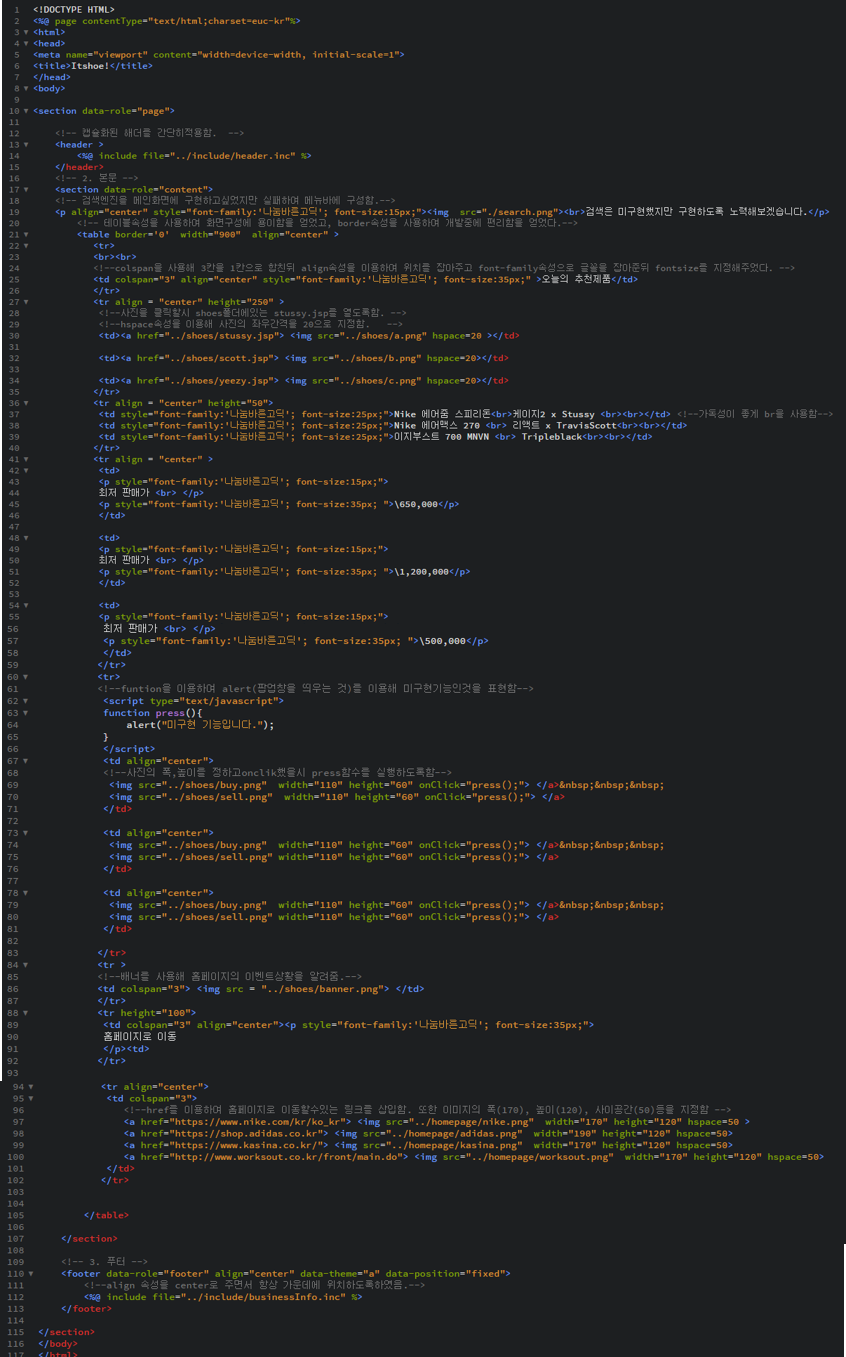 1 <!DOCTYPE HTML>
2 <%@ page contentType="text/html;charset=euc-kr"%>
3 <html>
4 <head>
5 <meta name="viewport" content="width=device-width, initial-scale=1">
6 <title>Itshoe!</title>
7 </head>
8 <body>
9
10 <section data-role="page">
11
12 <!-- 캡슐화된 헤더를 간단히적용함. -->
13 <header >
14 <%@ include file="../include/header.inc" %>
15 </header>
16 <!-- 2. 본문 -->
17 <section data-role="content">
18 <!-- 검색엔진을 메인화면에 구현하고싶었지만 실패하여 메뉴바에 구성함.-->
19 <p align="center" style="font-family:'나눔바른고딕'; font-size:15px;"><img src="./search.png"><br>검색은 미구현했지만 구현하도록 노력해보겠습니다.</p>
20 <!-- 테이블속성을 사용하여 화면구성에 용이함을 얻었고, border속성을 사용하여 개발중에 편리함을 얻었다.-->
21 <table border='0' width="900" align="center" >
22 <tr>
23 <br><br>
24 <!--colspan을 사용해 3칸을 1칸으로 합친뒤 align속성을 이용하여 위치를 잡아주고 font-family속성으로 글꼴을 잡아준뒤 fontsize를 지정해주었다. -->
25 <td colspan="3" align="center" style="font-family:'나눔바른고딕'; font-size:35px;" >오늘의 추천제품</td>
26 </tr>
27 <tr align = "center" height="250" >
28 <!--사진을 클릭할시 shoes폴더에있는 stussy.jsp를 열도록함. -->
29 <!--hspace속성을 이용해 사진의 좌우간격을 20으로 지정함. -->
30 <td><a href="../shoes/stussy.jsp"> <img src="../shoes/a.png" hspace=20 ></td>
31
32 <td><a href="../shoes/scott.jsp"> <img src="../shoes/b.png" hspace=20></td>
33
34 <td><a href="../shoes/yeezy.jsp"> <img src="../shoes/c.png" hspace=20></td>
35 </tr>
36 <tr align = "center" height="50">
37 <td style="font-family:'나눔바른고딕'; font-size:25px;">Nike 에어줌 스피리돈<br>케이지2 x Stussy <br><br></td> <!--가독성이 좋게 br을 사용함-->
38 <td style="font-family:'나눔바른고딕'; font-size:25px;">Nike 에어맥스 270 <br> 리액트 x TravisScott<br><br></td>
39 <td style="font-family:'나눔바른고딕'; font-size:25px;">이지부스트 700 MNVN <br> Tripleblack<br><br></td>
40 </tr>
41 <tr align = "center" >
42 <td>
43 <p style="font-family:'나눔바른고딕'; font-size:15px;">
44 최저 판매가 <br> </p>
45 <p style="font-family:'나눔바른고딕'; font-size:35px; ">\650,000</p>
46 </td>
47
48 <td>
49 <p style="font-family:'나눔바른고딕'; font-size:15px;">
50 최저 판매가 <br> </p>
51 <p style="font-family:'나눔바른고딕'; font-size:35px; ">\1,200,000</p>
52 </td>
53
54 <td>
55 <p style="font-family:'나눔바른고딕'; font-size:15px;">
56 최저 판매가 <br> </p>
57 <p style="font-family:'나눔바른고딕'; font-size:35px; ">\500,000</p>
58 </td>
59 </tr>
60 <tr>
61 <!--funtion을 이용하여 alert(팝업창을 띄우는 것)를 이용해 미구현기능인것을 표현함-->
62 <script type="text/javascript">
63 function press(){
64 alert("미구현 기능입니다.");
65 }
66 </script>
67 <td align="center">
68 <!--사진의 폭,높이를 정하고onclik했을시 press함수를 실행하도록함-->
69 <img src="../shoes/buy.png" width="110" height="60" onClick="press();"> </a>&nbsp;&nbsp;&nbsp;
70 <img src="../shoes/sell.png" width="110" height="60" onClick="press();"> </a>
71 </td>
72
73 <td align="center">
74 <img src="../shoes/buy.png" width="110" height="60" onClick="press();"> </a>&nbsp;&nbsp;&nbsp;
75 <img src="../shoes/sell.png" width="110" height="60" onClick="press();"> </a>
76 </td>
77
78 <td align="center">
79 <img src="../shoes/buy.png" width="110" height="60" onClick="press();"> </a>&nbsp;&nbsp;&nbsp;
80 <img src="../shoes/sell.png" width="110" height="60" onClick="press();"> </a>
81 </td>
82
83 </tr>
84 <tr >
85 <!--배너를 사용해 홈페이지의 이벤트상황을 알려줌.-->
86 <td colspan="3"> <img src = "../shoes/banner.png"> </td>
87 </tr>
88 <tr height="100">
89 <td colspan="3" align="center"><p style="font-family:'나눔바른고딕'; font-size:35px;">
90 홈페이지로 이동
91 </p><td>
92 </tr>
93
94 <tr align="center">
95 <td colspan="3">
96 <!--href를 이용하여 홈페이지로 이동할수있는 링크를 삽입함. 또한 이미지의 폭(170), 높이(120), 사이공간(50)등을 지정함 -->
97 <a href="https://www.nike.com/kr/ko_kr"> <img src="../homepage/nike.png" width="170" height="120" hspace=50 >
98 <a href="https://shop.adidas.co.kr"> <img src="../homepage/adidas.png" width="190" height="120" hspace=50>
99 <a href="https://www.kasina.co.kr/"> <img src="../homepage/kasina.png" width="170" height="120" hspace=50>
100 <a href="http://www.worksout.co.kr/front/main.do"> <img src="../homepage/worksout.png" width="170" height="120" hspace=50>
101 </td>
102 </tr>
103
104
105 </table>
106
107 </section>
108
109 <!-- 3. 푸터 -->
110 <footer data-role="footer" align="center" data-theme="a" data-position="fixed">
111 <!--align 속성을 center로 주면서 항상 가운데에 위치하도록하였음.-->
112 <%@ include file="../include/businessInfo.inc" %>
113 </footer>
114
115 </section>
116 </body>
117 </html>